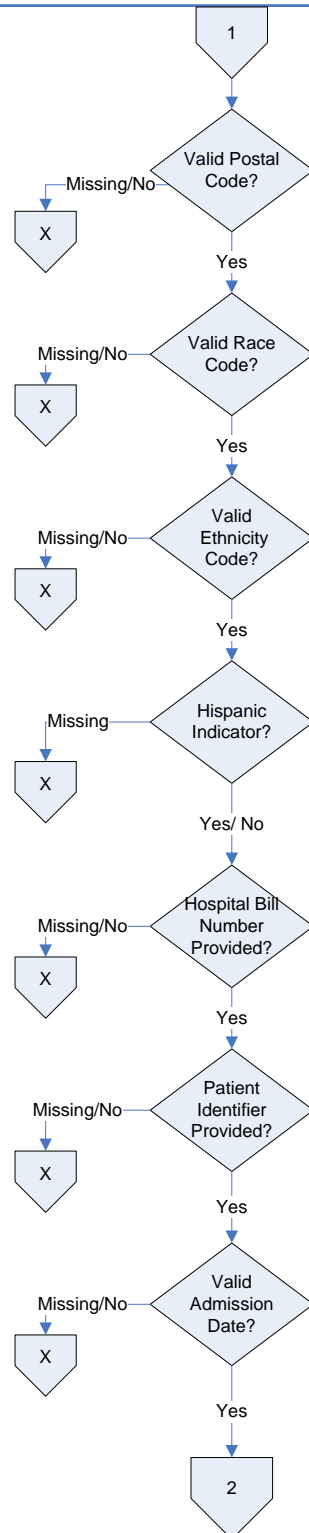 1
Valid Postal
Code?
Missing/No
X
Yes
Valid Race
Code?
Missing/No
X
Yes
Valid
Ethnicity
Code?
Missing/No
X
Yes
Hispanic
Indicator?
Missing
X
Yes/ No
Hospital Bill
Number
Provided?
Missing/No
X
Yes
Patient
Identifier
Provided?
Missing/No
X
Yes
Valid
Admission
Date?
Missing/No
X
Yes
2